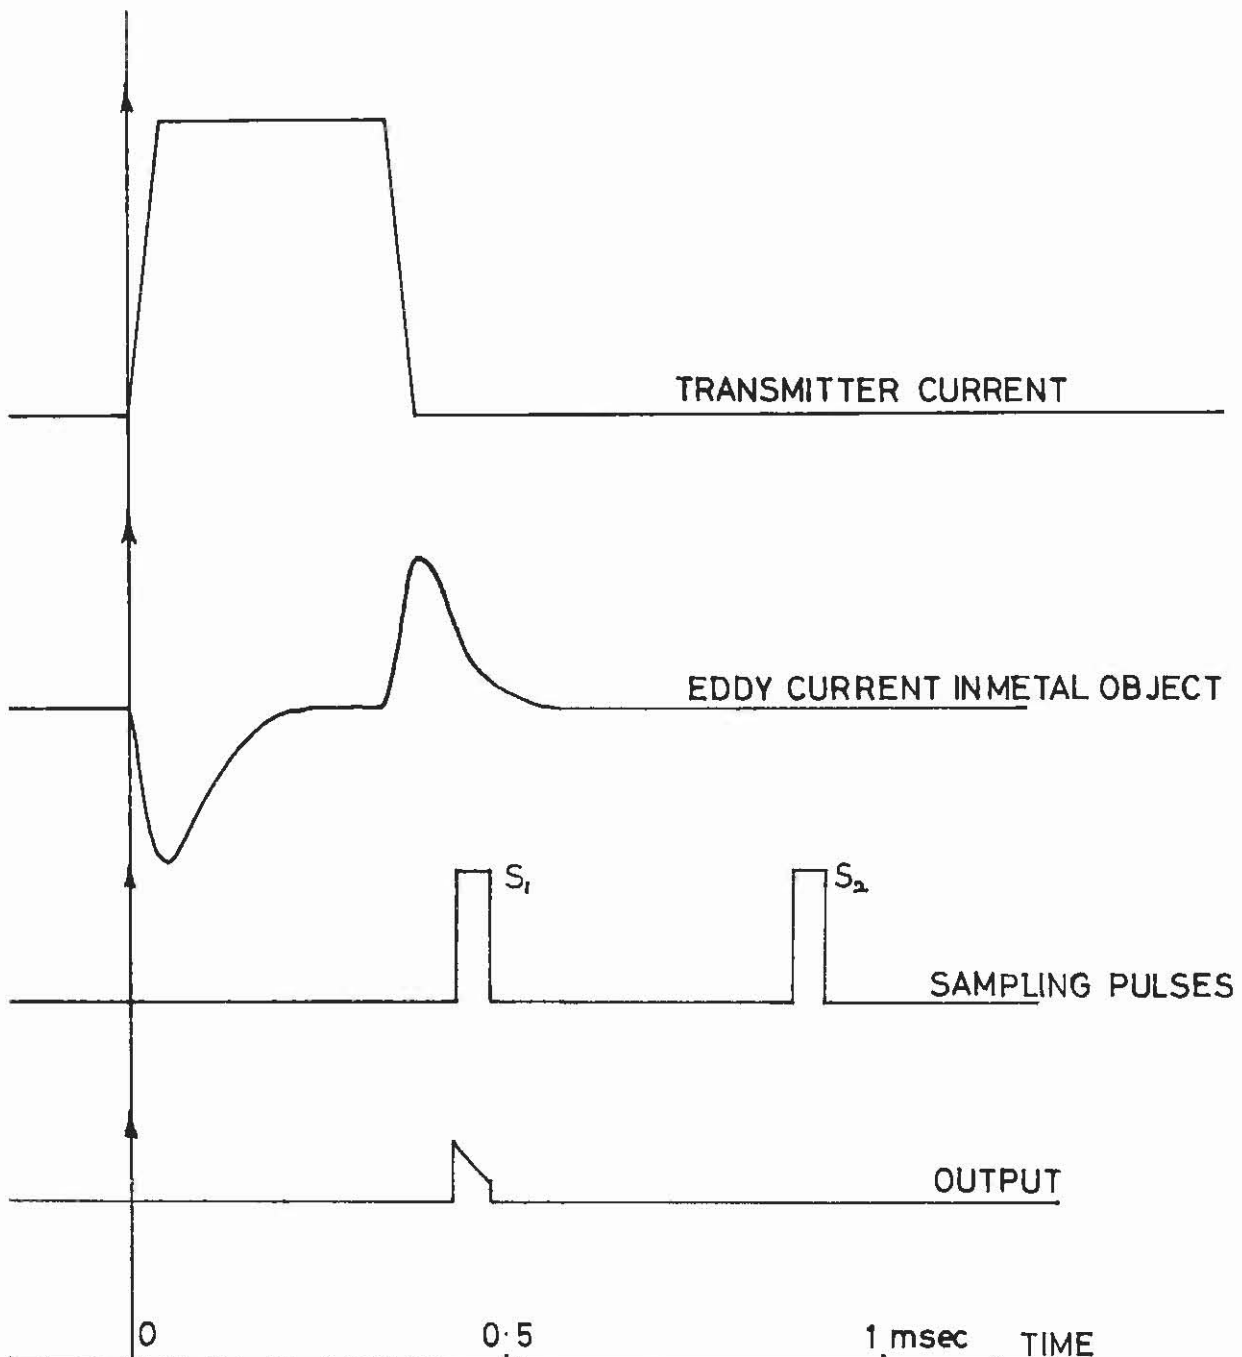 TRANSMITTER CURRENT
EDDY CURRENT IN METAL OBJECT
S₁
S₂
SAMPLING PULSES
OUTPUT
0
0·5
1 msec
TIME